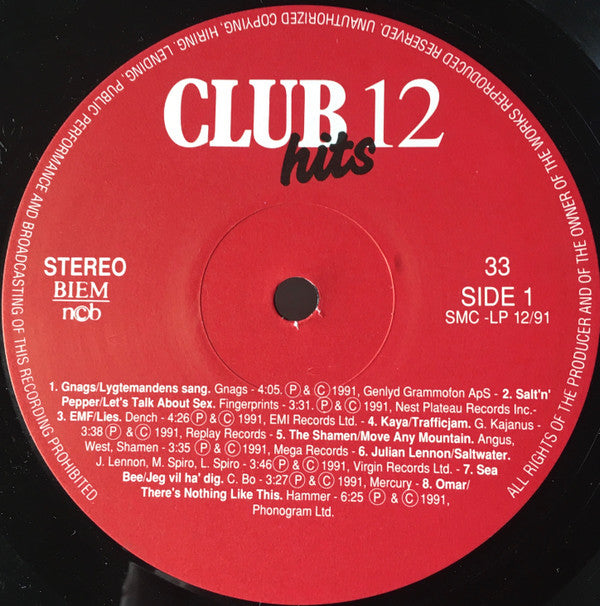 ALL RIGHTS OF THE PRODUCER AND OF THE OWNER OF THE WORKS REPRODUCED RESERVED. UNAUTHORIZED COPYING, HIRING, LENDING, PUBLIC PERFORMANCE AND BROADCASTING OF THIS RECORDING PROHIBITED.
CLUB 12
hits
STEREO
BIEM
ncb
33
SIDE 1
SMC -LP 12/91
1. Gnags/Lygtemandens sang. Gnags - 4:05. Ⓟ & Ⓒ 1991, Genlyd Grammofon ApS - 2. Salt'n'
Pepper/Let's Talk About Sex. Fingerprints - 3:31. Ⓟ & Ⓒ 1991, Nest Plateau Records Inc.-
3. EMF/Lies. Dench - 4:26 Ⓟ & Ⓒ 1991, EMI Records Ltd. - 4. Kaya/Trafficjam. G. Kajanus -
3:38 Ⓟ & Ⓒ 1991, Replay Records - 5. The Shamen/Move Any Mountain. Angus,
West, Shamen - 3:35 Ⓟ & Ⓒ 1991, Mega Records - 6. Julian Lennon/Saltwater.
J. Lennon, M. Spiro, L. Spiro - 3:46 Ⓟ & Ⓒ 1991, Virgin Records Ltd. - 7. Sea
Bee/Jeg vil ha' dig. C. Bo - 3:27 Ⓟ & Ⓒ 1991, Mercury - 8. Omar/
There's Nothing Like This. Hammer - 6:25 Ⓟ & Ⓒ 1991,
Phonogram Ltd.